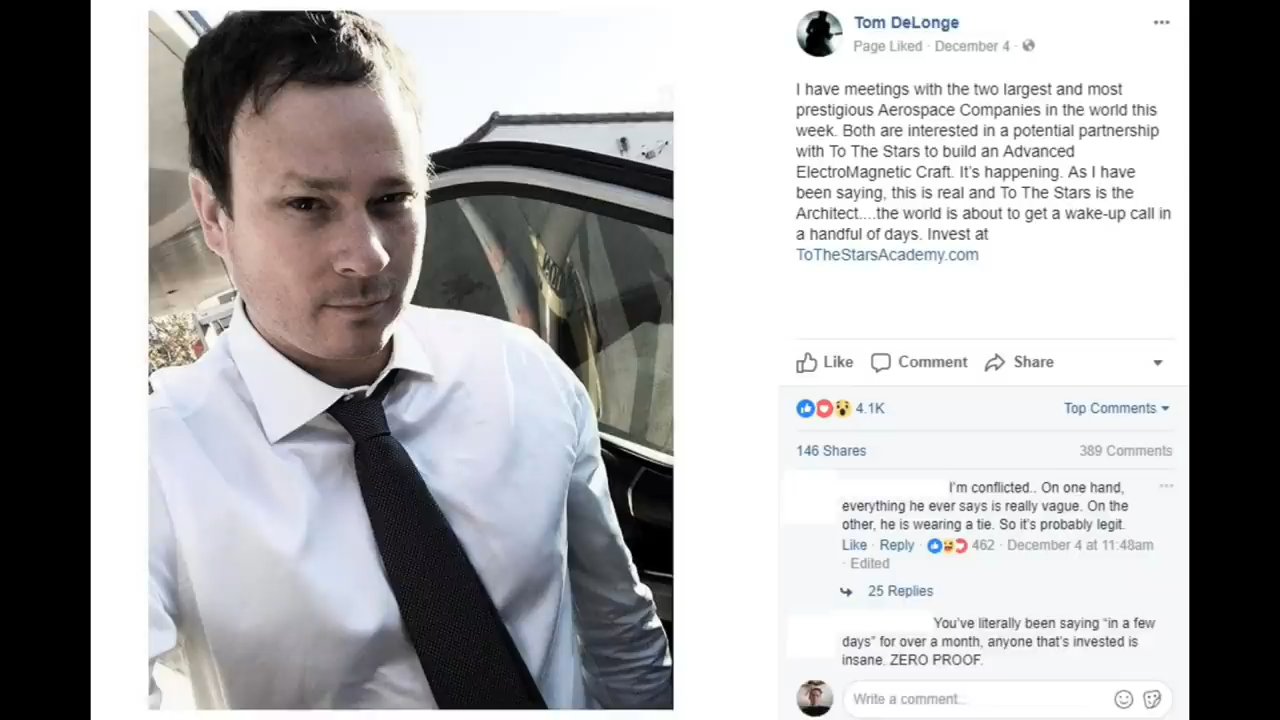 Tom DeLonge
Page Liked · December 4 ·
I have meetings with the two largest and most
prestigious Aerospace Companies in the world this
week. Both are interested in a potential partnership
with To The Stars to build an Advanced
ElectroMagnetic Craft. It's happening. As I have
been saying, this is real and To The Stars is the
Architect....the world is about to get a wake-up call in
a handful of days. Invest at
ToTheStarsAcademy.com
Like Comment Share
4.1K Top Comments
146 Shares 389 Comments
I'm conflicted.. On one hand,
everything he ever says is really vague. On the
other, he is wearing a tie. So it's probably legit.
Like · Reply · 462 · December 4 at 11:48am
· Edited
25 Replies
You've literally been saying “in a few
days” for over a month, anyone that's invested is
insane. ZERO PROOF.
Write a comment...